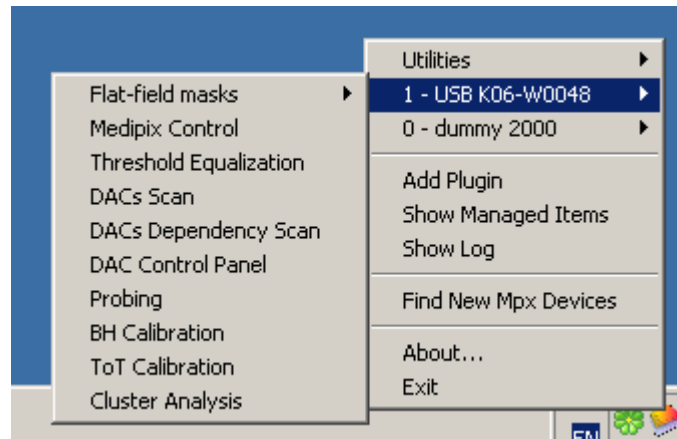 Utilities
1 - USB K06-W0048
0 - dummy 2000
Add Plugin
Show Managed Items
Show Log
Find New Mpx Devices
About...
Exit
Flat-field masks
Medipix Control
Threshold Equalization
DACs Scan
DACs Dependency Scan
DAC Control Panel
Probing
BH Calibration
ToT Calibration
Cluster Analysis
EN